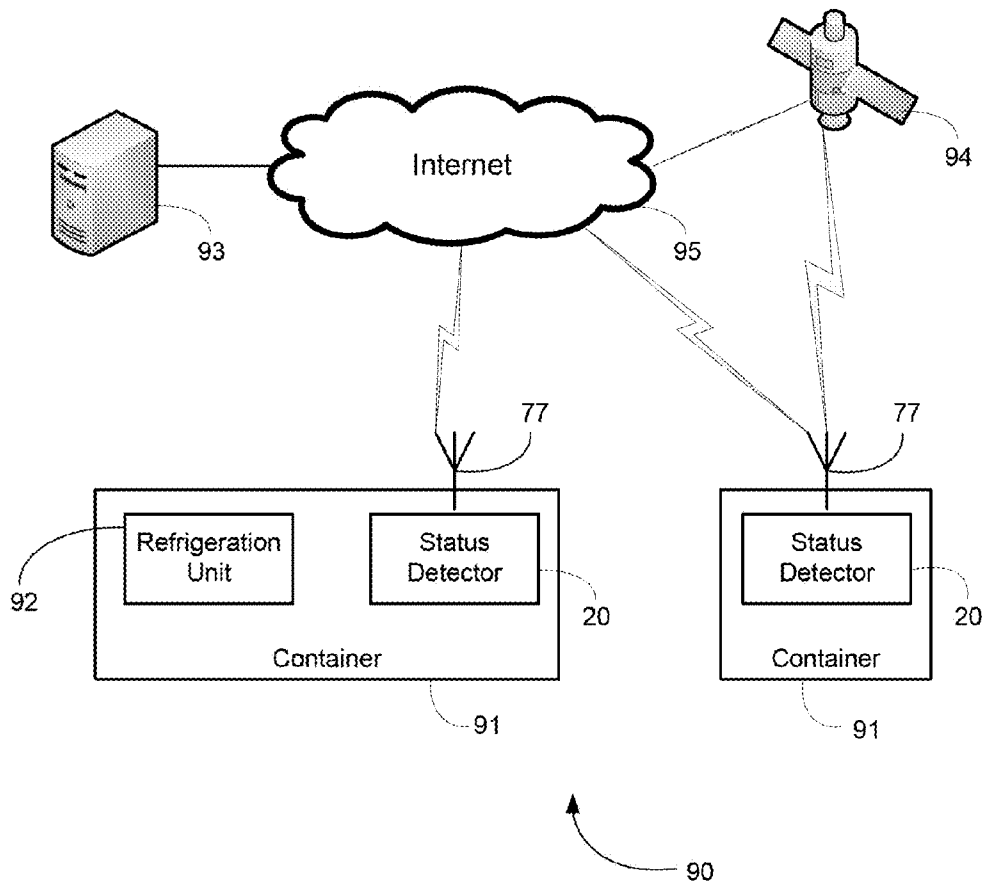 Internet
94
93
95
77
77
Refrigeration
Unit
Status
Detector
Status
Detector
92
20
20
Container
Container
91
91
90